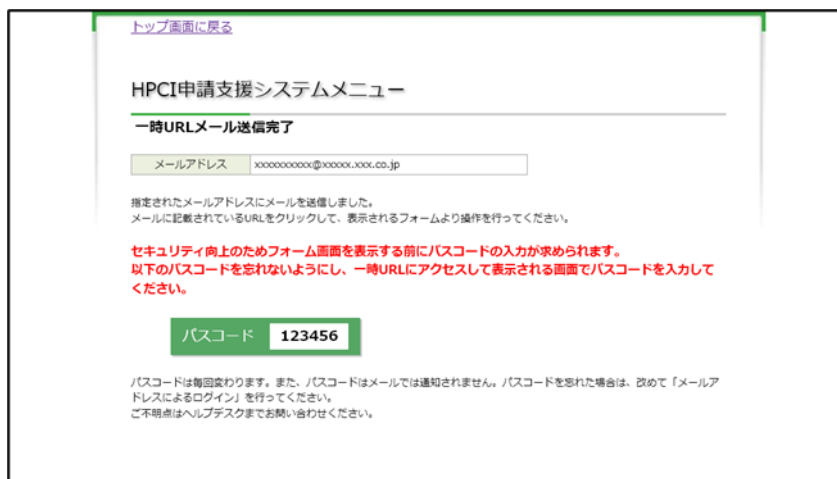 トップ画面に戻る
HPCI申請支援システムメニュー
一時URLメール送信完了
メールアドレス xxxxxxxxxx@xxxxx.xxx.co.jp
指定されたメールアドレスにメールを送信しました。
メールに記載されているURLをクリックして、表示されるフォームより操作を行ってください。
セキュリティ向上のためフォーム画面を表示する前にパスコードの入力が求められます。
以下のパスコードを忘れないようにし、一時URLにアクセスして表示される画面でパスコードを入力して
ください。
パスコード 123456
パスコードは毎回変わります。また、パスコードはメールでは通知されません。パスコードを忘れた場合は、改めて「メールア
ドレスによるログイン」を行ってください。
ご不明点はヘルプデスクまでお問い合わせください。